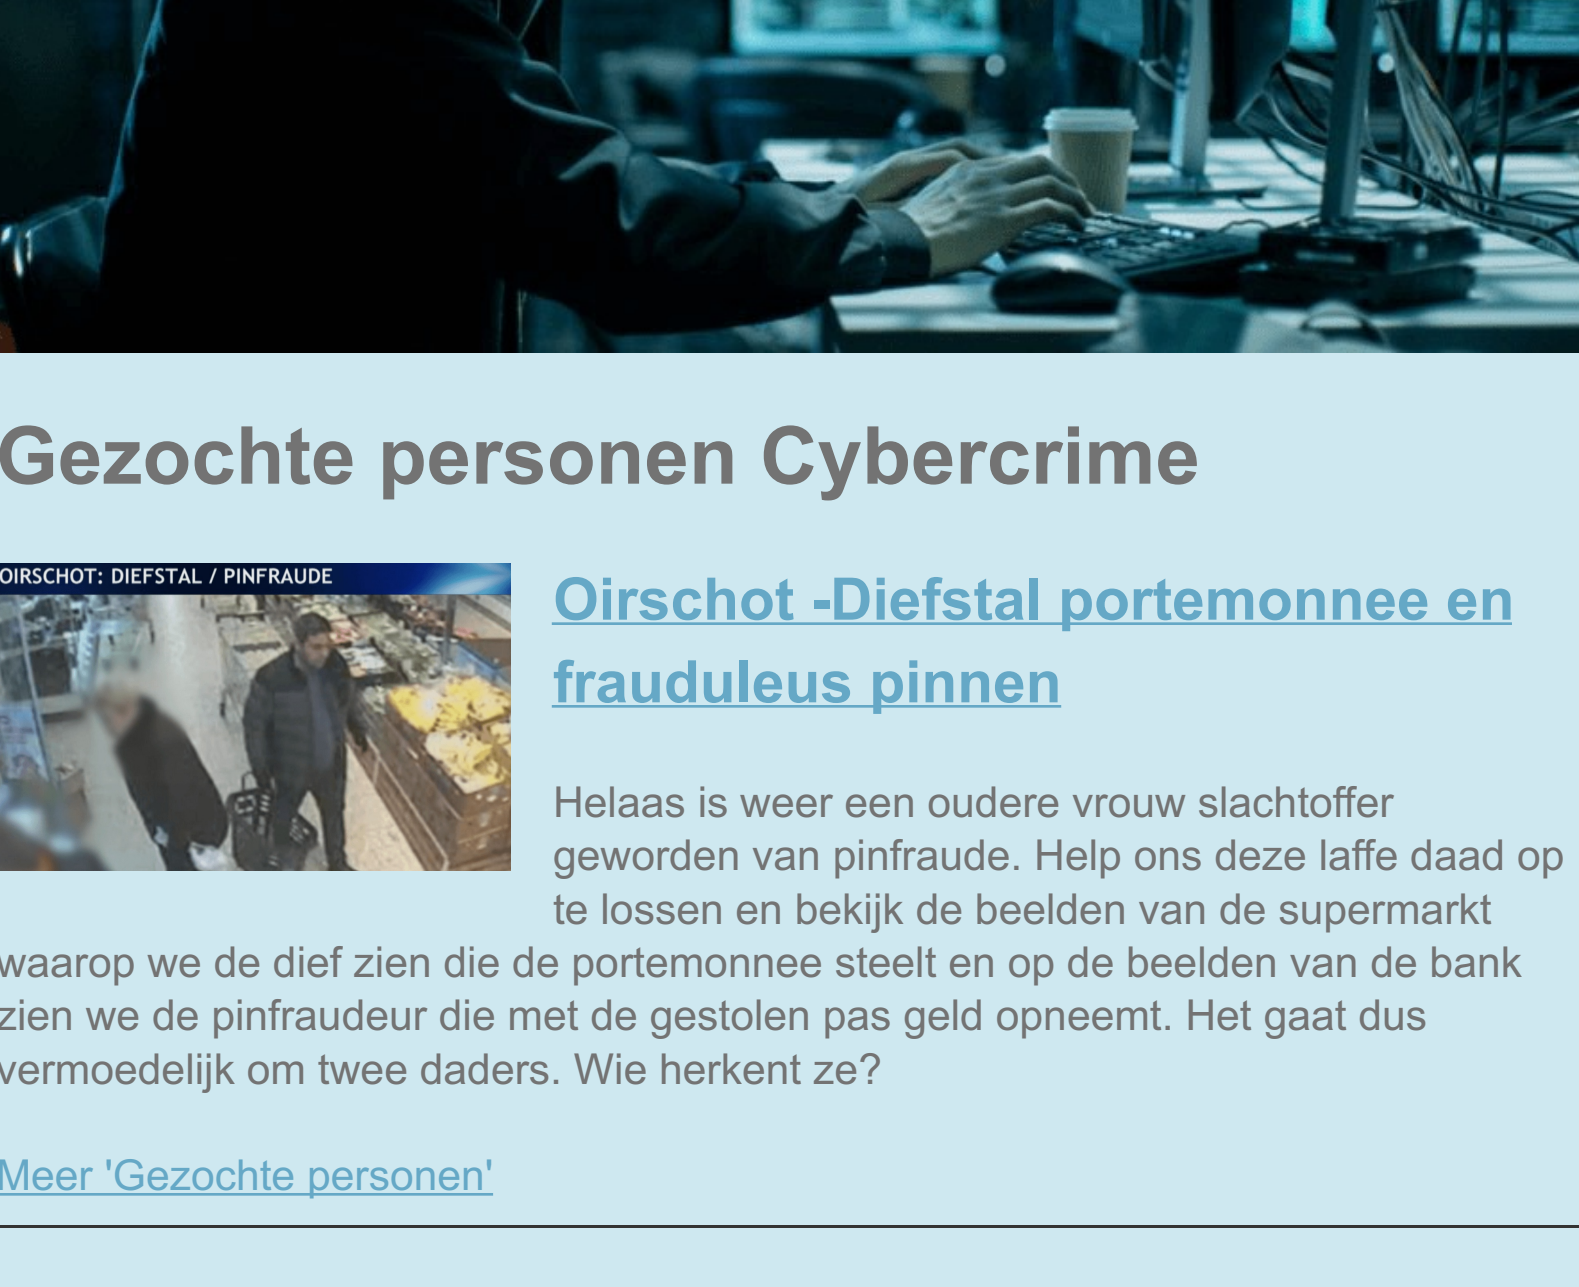 Gezochte personen Cybercrime
OIRSCHOT: DIEFSTAL / PINFRAUDE
Oirschot -Diefstal portemonnee en
frauduleus pinnen
Helaas is weer een oudere vrouw slachtoffer
geworden van pinfraude. Help ons deze laffe daad op
te lossen en bekijk de beelden van de supermarkt
waarop we de dief zien die de portemonnee steelt en op de beelden van de bank
zien we de pinfraudeur die met de gestolen pas geld opneemt. Het gaat dus
vermoedelijk om twee daders. Wie herkent ze?
Meer 'Gezochte personen'